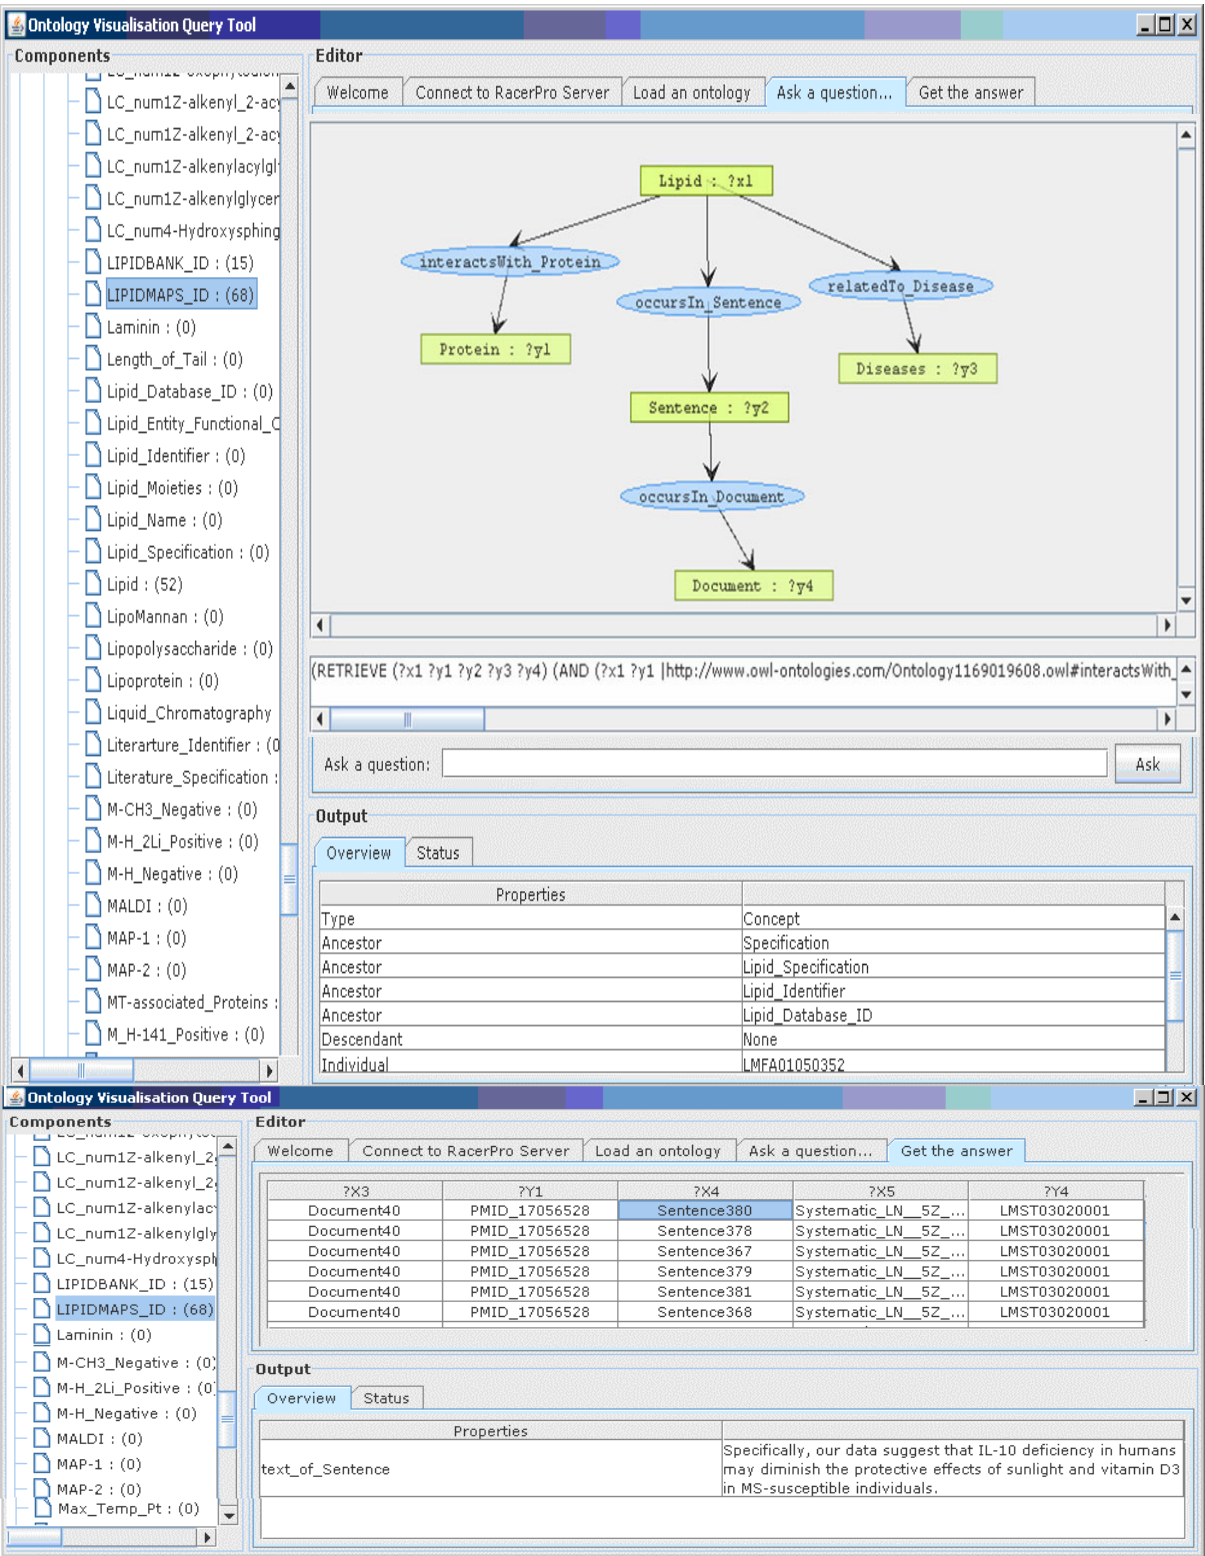 Ontology Visualisation Query Tool
Components
LC_num1Z-alkenyl_2-acy
LC_num1Z-alkenyl_2-acy
LC_num1Z-alkenylacylgl
LC_num1Z-alkenylglycer
LC_num4-Hydroxysphing
LIPIDBANK_ID : (15)
LIPIDMAPS_ID : (68)
Laminin : (0)
Length_of_Tail : (0)
Lipid_Database_ID : (0)
Lipid_Entity_Functional_C
Lipid_Identifier : (0)
Lipid_Moieties : (0)
Lipid_Name : (0)
Lipid_Specification : (0)
Lipid : (52)
LipoMannan : (0)
Lipopolysaccharide : (0)
Lipoprotein : (0)
Liquid_Chromatography
Literarture_Identifier : (0
Literature_Specification :
M-CH3_Negative : (0)
M-H_2Li_Positive : (0)
M-H_Negative : (0)
MALDI : (0)
MAP-1 : (0)
MAP-2 : (0)
MT-associated_Proteins :
M_H-141_Positive : (0)
Editor
Welcome Connect to RacerPro Server Load an ontology Ask a question... Get the answer
Lipid : ?x1
interactsWith_Protein
occursIn_Sentence
relatedTo_Disease
Protein : ?y1
Diseases : ?y3
Sentence : ?y2
occursIn_Document
Document : ?y4
(RETRIEVE (?x1 ?y1 ?y2 ?y3 ?y4) (AND (?x1 ?y1 |http://www.owl-ontologies.com/Ontology1169019608.owl#interactsWith_
Ask a question: Ask
Output
Overview Status
Properties
Type Concept
Ancestor Specification
Ancestor Lipid_Specification
Ancestor Lipid_Identifier
Ancestor Lipid_Database_ID
Descendant None
Individual LMFA01050352
Ontology Visualisation Query Tool
Components
LC_num1Z-alkenyl_2
LC_num1Z-alkenyl_2
LC_num1Z-alkenylac
LC_num1Z-alkenylgly
LC_num4-Hydroxysph
LIPIDBANK_ID : (15)
LIPIDMAPS_ID : (68)
Laminin : (0)
M-CH3_Negative : (0)
M-H_2Li_Positive : (0
M-H_Negative : (0)
MALDI : (0)
MAP-1 : (0)
MAP-2 : (0)
Max_Temp_Pt : (0)
Editor
Welcome Connect to RacerPro Server Load an ontology Ask a question... Get the answer
?X3 ?Y1 ?X4 ?X5 ?Y4
Document40 PMID_17056528 Sentence380 Systematic_LN__5Z_... LMST03020001
Document40 PMID_17056528 Sentence378 Systematic_LN__5Z_... LMST03020001
Document40 PMID_17056528 Sentence367 Systematic_LN__5Z_... LMST03020001
Document40 PMID_17056528 Sentence379 Systematic_LN__5Z_... LMST03020001
Document40 PMID_17056528 Sentence381 Systematic_LN__5Z_... LMST03020001
Document40 PMID_17056528 Sentence368 Systematic_LN__5Z_... LMST03020001
Output
Overview Status
Properties
text_of_Sentence
Specifically, our data suggest that IL-10 deficiency in humans
may diminish the protective effects of sunlight and vitamin D3
in MS-susceptible individuals.